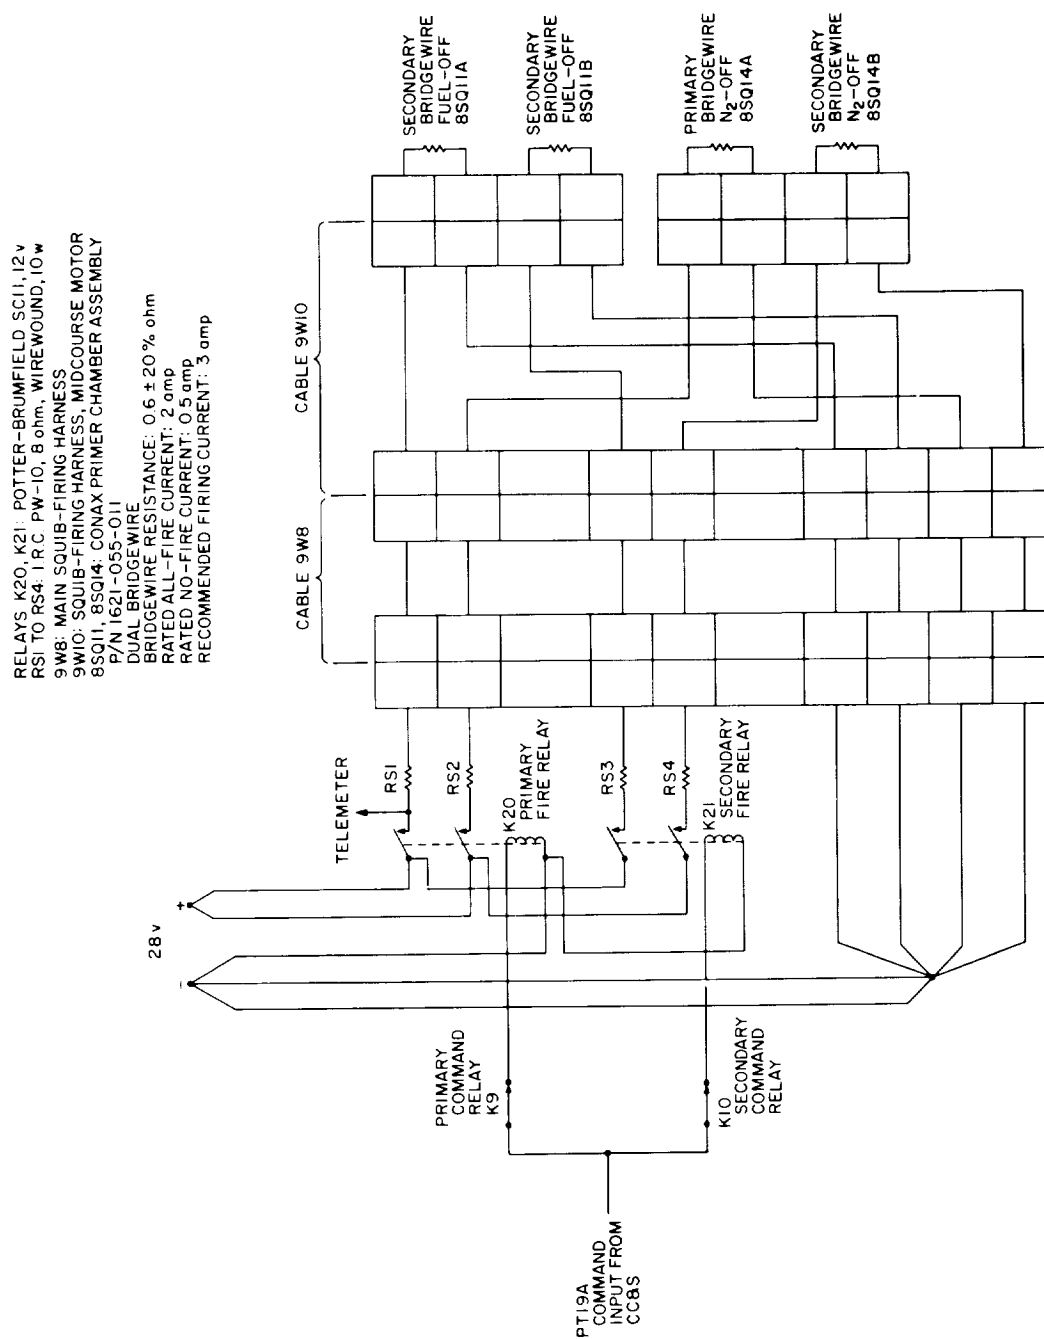 RELAYS K20, K21: POTTER-BRUMFIELD SC11, 12v
RS1 TO RS4: I.R.C. PW-10, 8 ohm, WIREWOUND, 10w
9W8: MAIN SQUIB-FIRING HARNESS
9W10: SQUIB-FIRING HARNESS, MIDCOURSE MOTOR
8SQ11, 8SQ14: CONAX PRIMER CHAMBER ASSEMBLY
P/N 1621-055-011
DUAL BRIDGEWIRE
BRIDGEWIRE RESISTANCE: 0.6 ± 20% ohm
RATED ALL-FIRE CURRENT: 2 amp
RATED NO-FIRE CURRENT: 0.5 amp
RECOMMENDED FIRING CURRENT: 3 amp
SECONDARY
BRIDGEWIRE
FUEL-OFF
8SQ11A
SECONDARY
BRIDGEWIRE
FUEL-OFF
8SQ11B
PRIMARY
BRIDGEWIRE
N2-OFF
8SQ14A
SECONDARY
BRIDGEWIRE
N2-OFF
8SQ14B
CABLE 9W10
CABLE 9W8
TELEMETER
RS1
RS2
K20
PRIMARY
FIRE RELAY
RS3
RS4
K21
SECONDARY
FIRE RELAY
28v
+
-
PRIMARY
COMMAND
RELAY
K9
K10
SECONDARY
COMMAND
RELAY
PT19A
COMMAND
INPUT FROM
CC&S